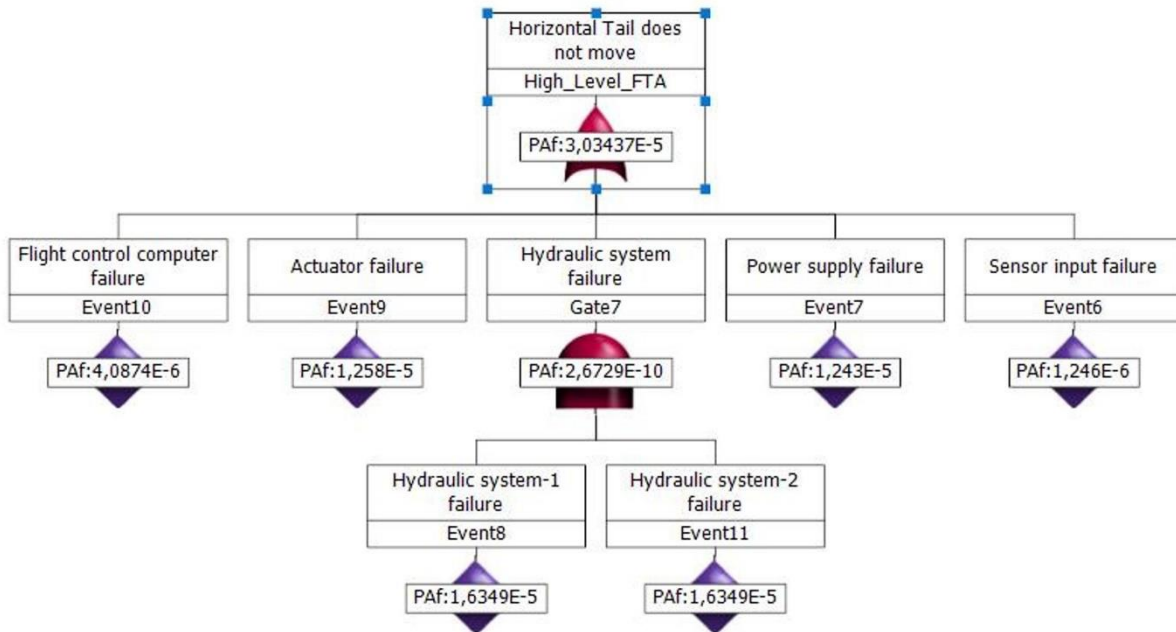 Horizontal Tail does
not move
High_Level_FTA
PAf:3,03437E-5
Flight control computer
failure
Event10
PAf:4,0874E-6
Actuator failure
Event9
PAf:1,258E-5
Hydraulic system
failure
Gate7
PAf:2,6729E-10
Power supply failure
Event7
PAf:1,243E-5
Sensor input failure
Event6
PAf:1,246E-6
Hydraulic system-1
failure
Event8
PAf:1,6349E-5
Hydraulic system-2
failure
Event11
PAf:1,6349E-5